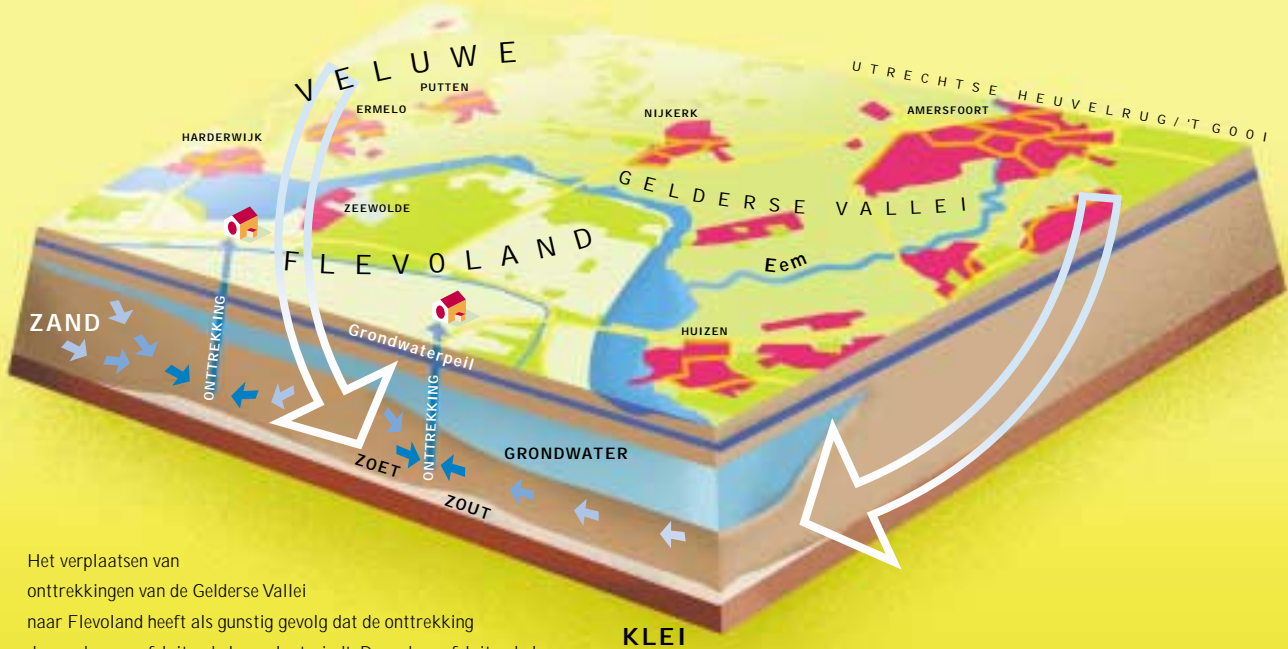 VELUWE
UTRECHTSE HEUVELRUG/'T GOOI
PUTTEN
ERMELO
NIJKERK
AMERSFOORT
HARDERWIJK
GELDERSE VALLEI
ZEEWOLDE
FLEVOLAND
Eem
ZAND
ONTTREKKING
Grondwaterpeil
HUIZEN
ONTTREKKING
GRONDWATER
ZOET
ZOUT
Het verplaatsen van
onttrekkingen van de Gelderse Vallei
naar Flevoland heeft als gunstig gevolg dat de onttrekking
KLEI